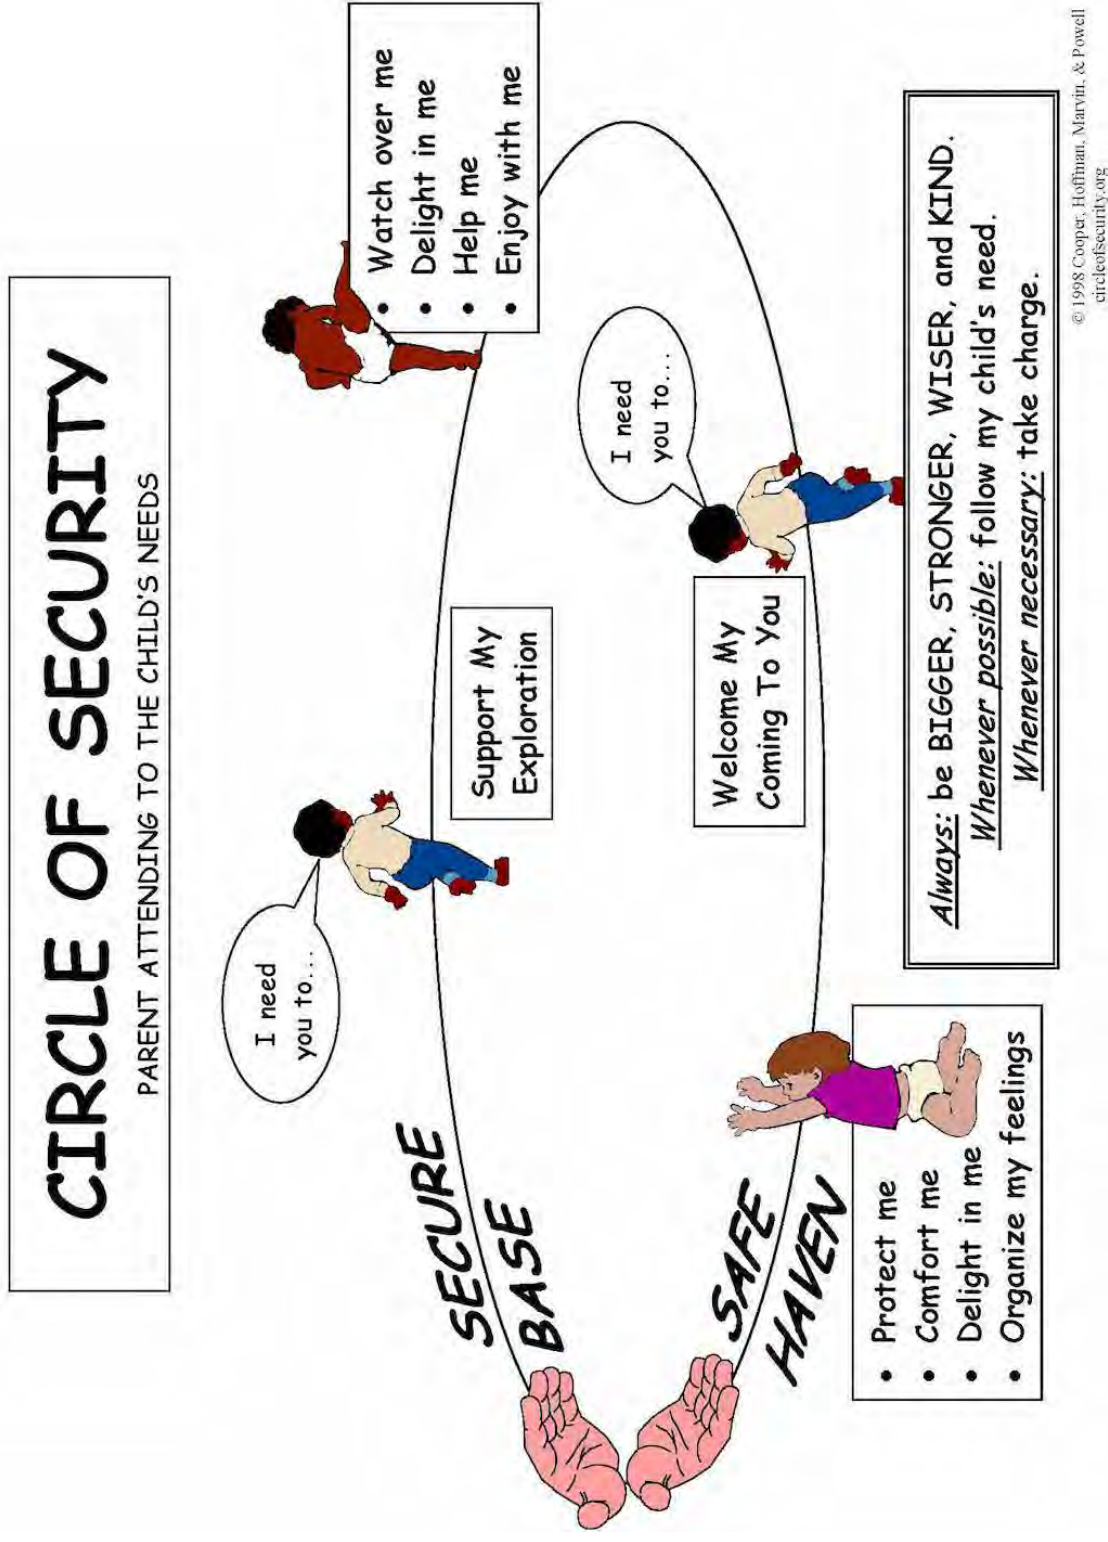 CIRCLE OF SECURITY
PARENT ATTENDING TO THE CHILD'S NEEDS
I need
you to...
• Watch over me
• Delight in me
• Help me
• Enjoy with me
SECURE
BASE
Support My
Exploration
I need
you to...
Welcome My
Coming To You
SAFE
HAVEN
• Protect me
• Comfort me
• Delight in me
• Organize my feelings
Always: be BIGGER, STRONGER, WISER, and KIND.
Whenever possible: follow my child's need.
Whenever necessary: take charge.
© 1998 Cooper, Hoffman, Marvin, & Powell
circleofsecurity.org